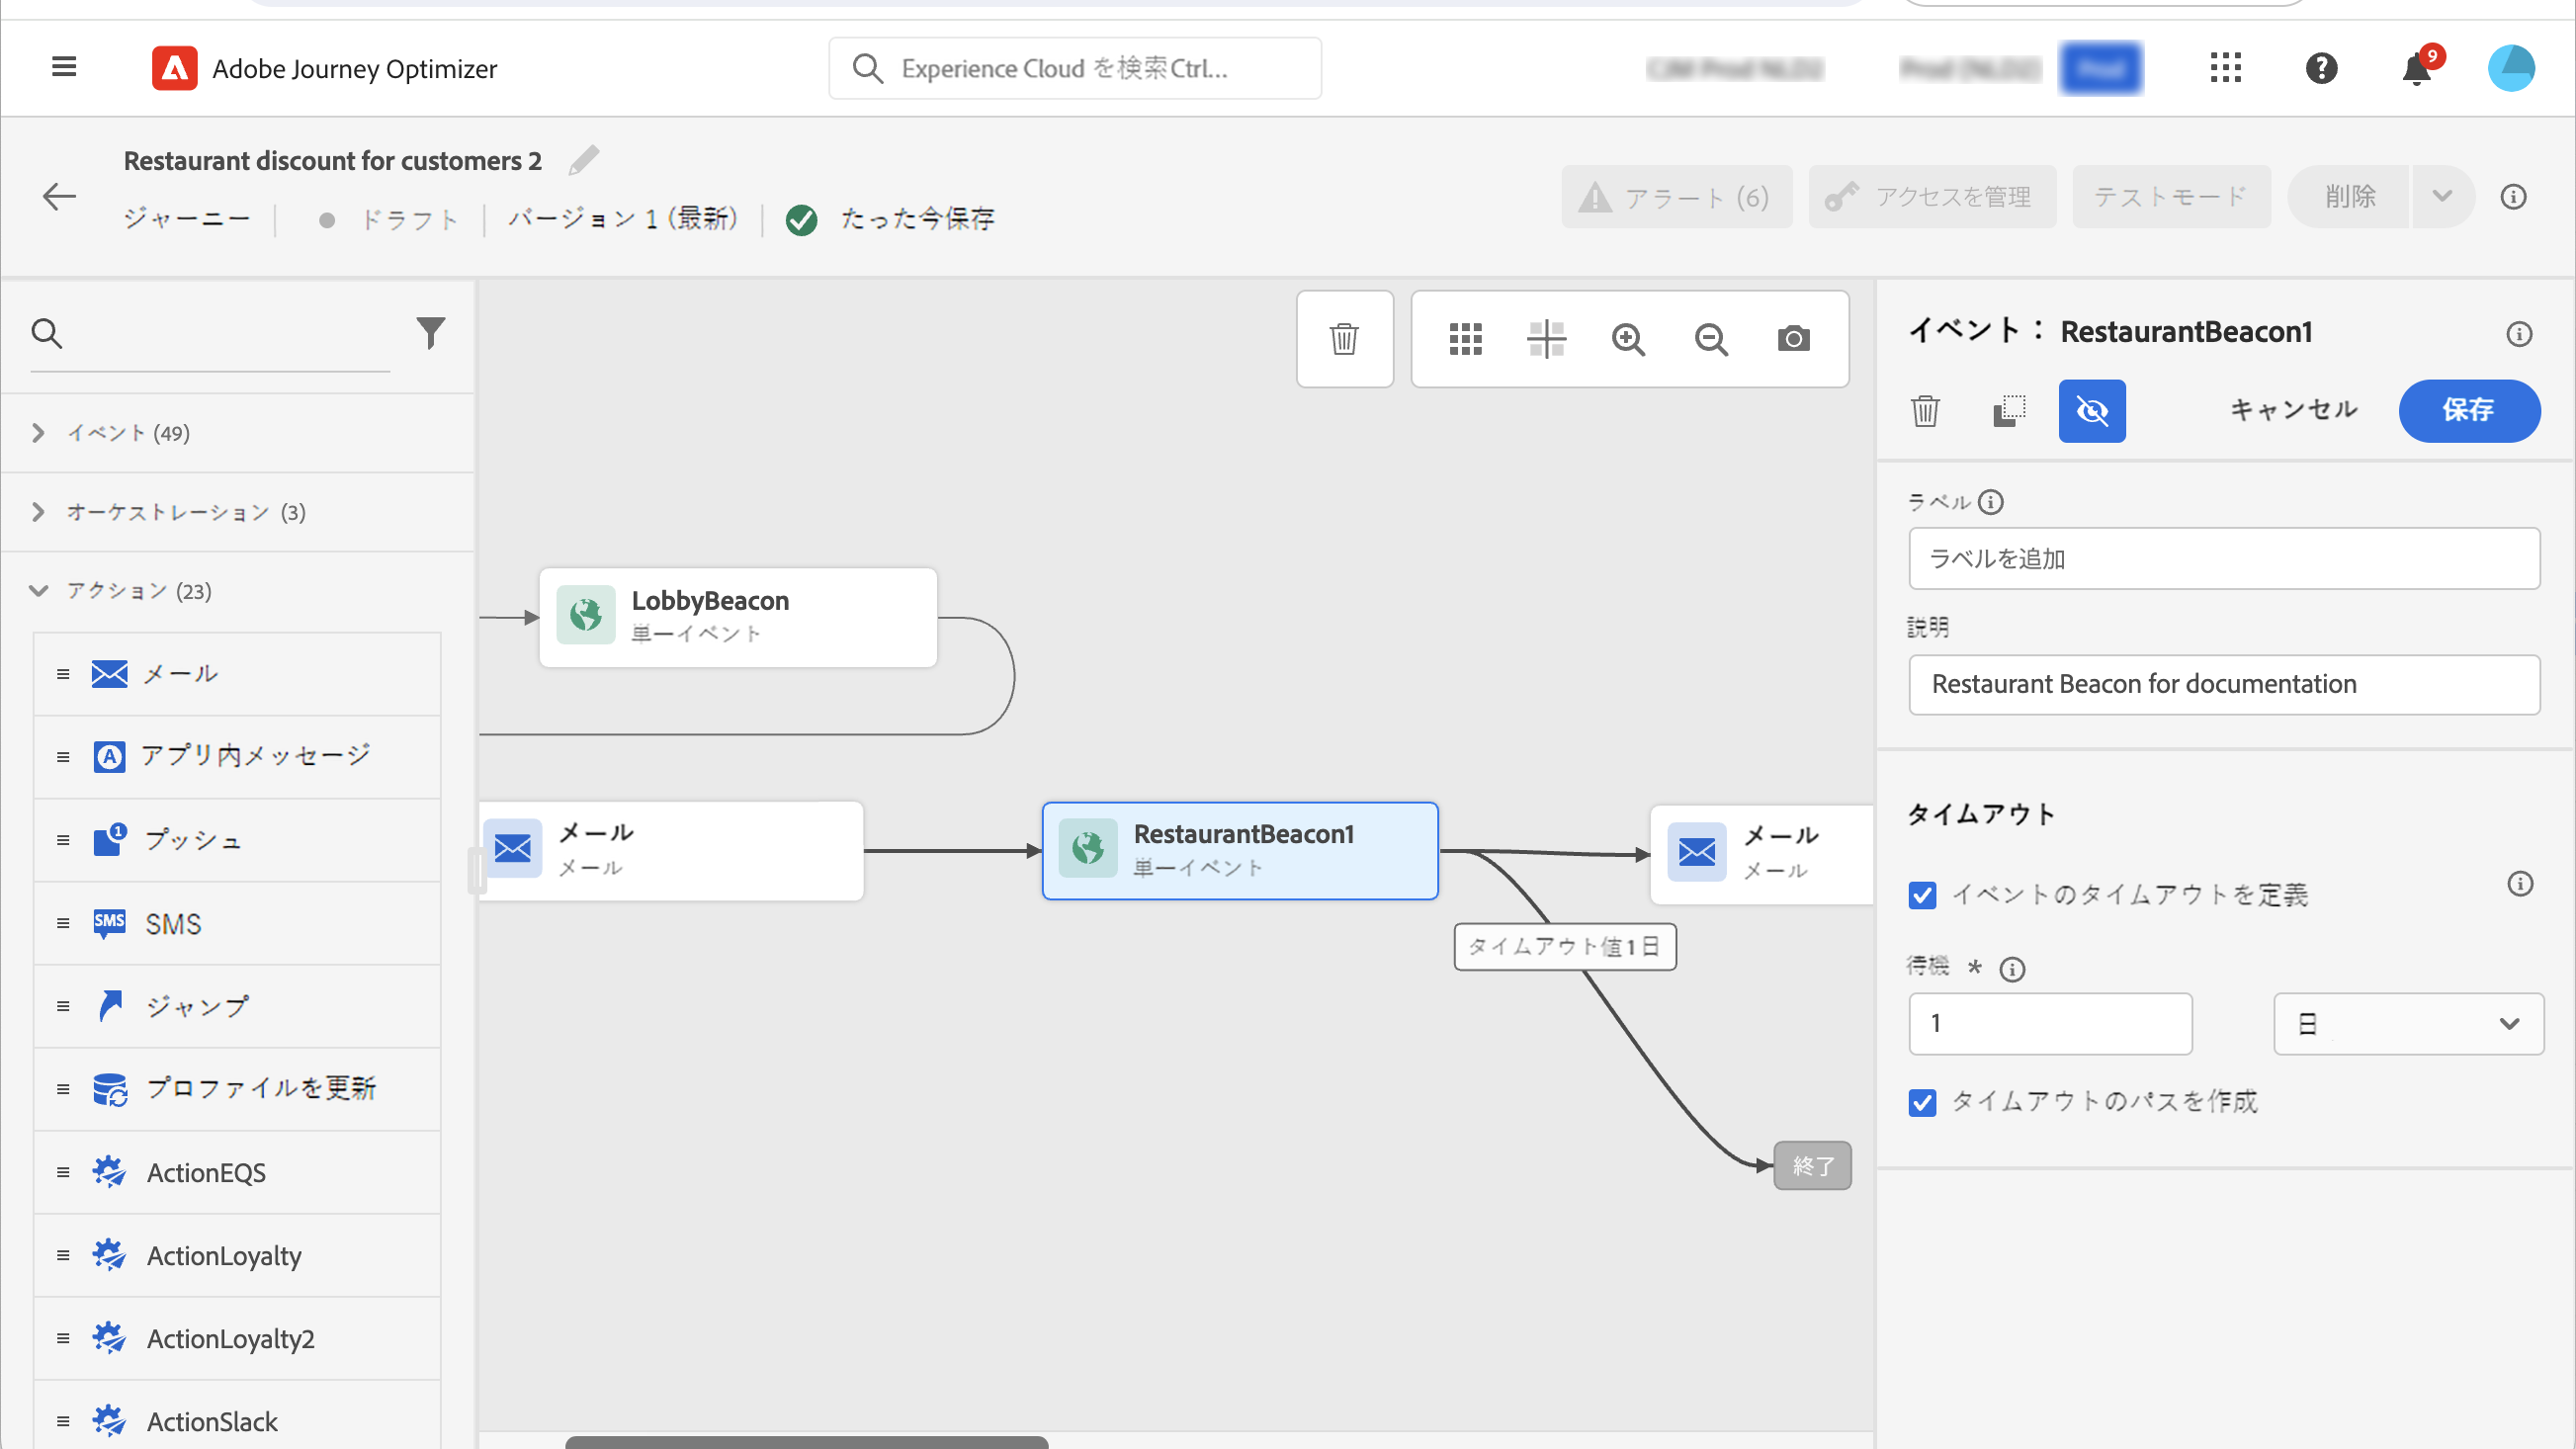 Adobe Journey Optimizer
Experience Cloud を検索Ctrl...
9
Restaurant discount for customers 2
ジャーニー
ドラフト
バージョン 1 (最新)
たった今保存
アラート (6)
アクセスを管理
テストモード
削除
イベント (49)
オーケストレーション (3)
アクション (23)
メール
アプリ内メッセージ
プッシュ
SMS
SMS
ジャンプ
プロファイルを更新
ActionEQS
ActionLoyalty
ActionLoyalty2
ActionSlack
LobbyBeacon
単一イベント
メール
メール
RestaurantBeacon1
単一イベント
メール
メール
タイムアウト値1日
終了
イベント： RestaurantBeacon1
キャンセル
保存
ラベル
ラベルを追加
説明
Restaurant Beacon for documentation
タイムアウト
イベントのタイムアウトを定義
待機 *
1
日
タイムアウトのパスを作成